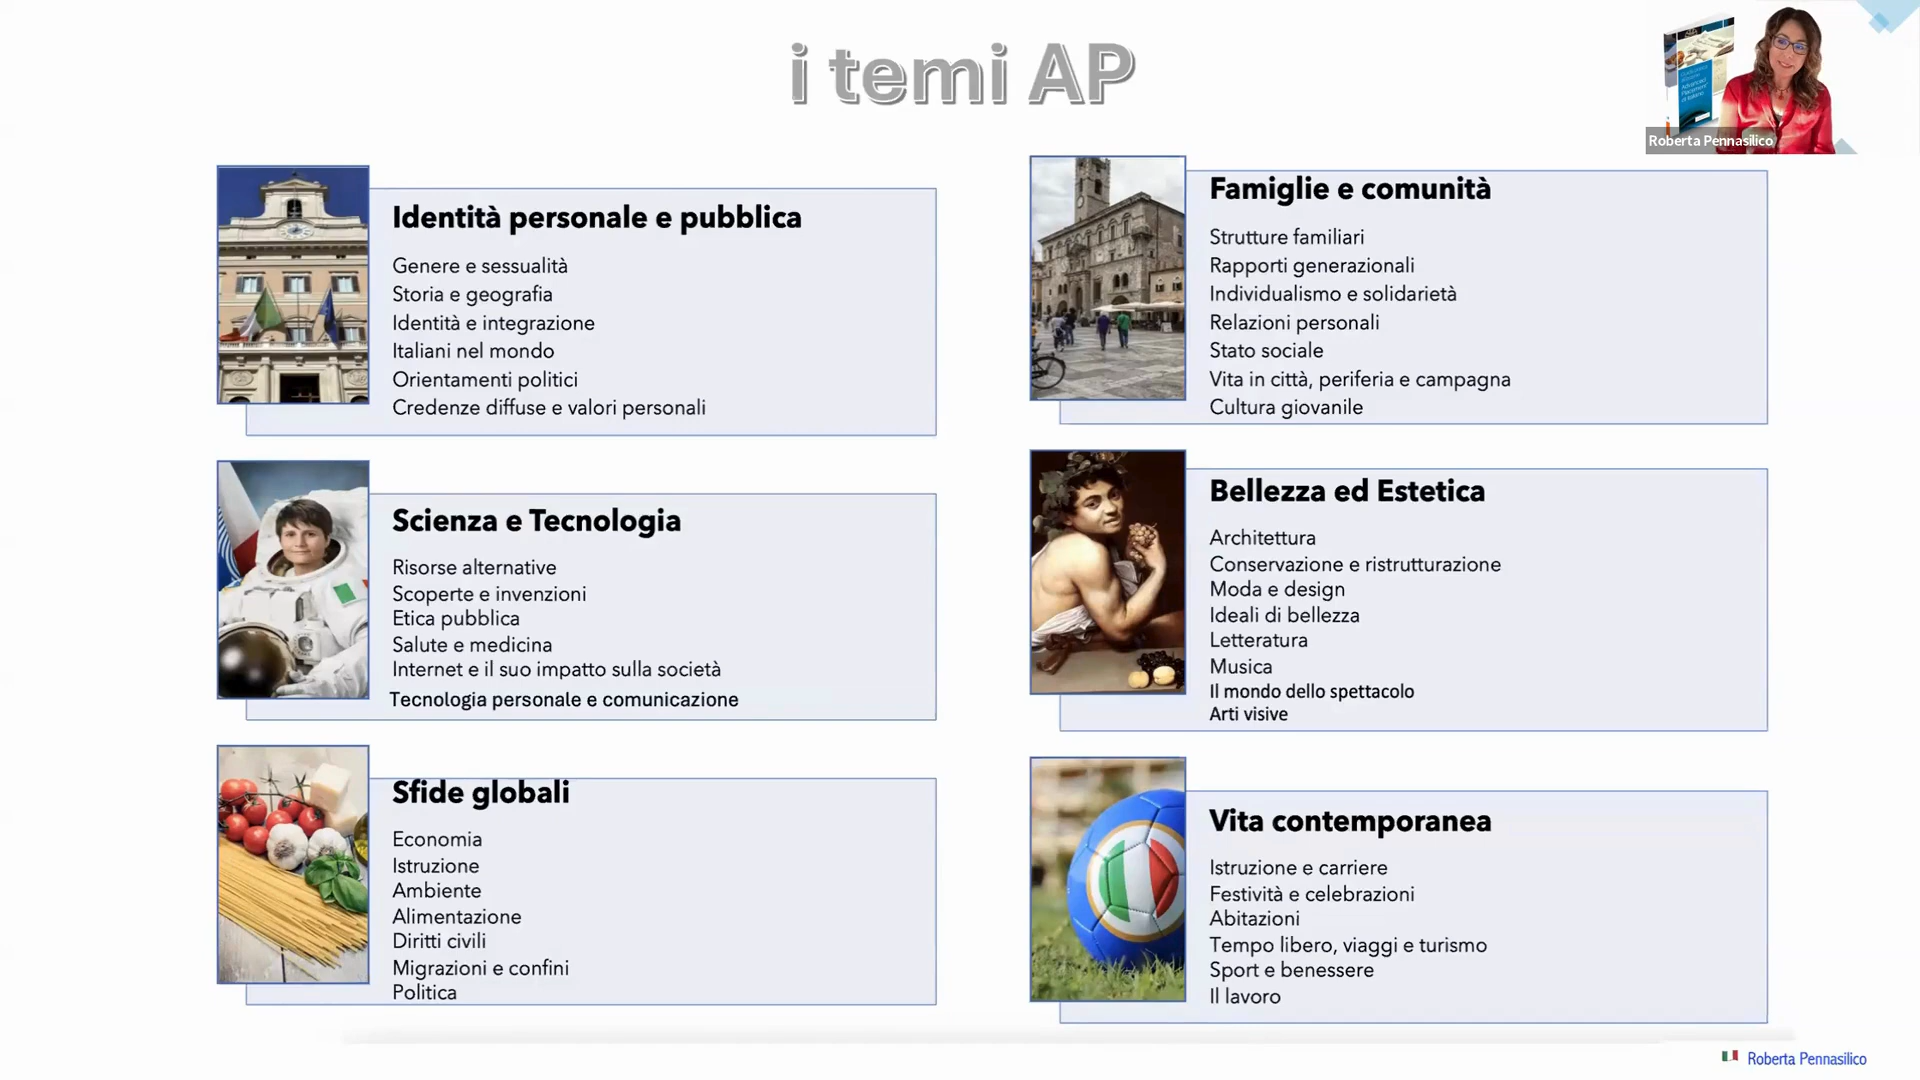 i temi AP
Roberta Pennasilico
Identità personale e pubblica
Genere e sessualità
Storia e geografia
Identità e integrazione
Italiani nel mondo
Orientamenti politici
Credenze diffuse e valori personali
Famiglie e comunità
Strutture familiari
Rapporti generazionali
Individualismo e solidarietà
Relazioni personali
Stato sociale
Vita in città, periferia e campagna
Cultura giovanile
Scienza e Tecnologia
Risorse alternative
Scoperte e invenzioni
Etica pubblica
Salute e medicina
Internet e il suo impatto sulla società
Tecnologia personale e comunicazione
Bellezza ed Estetica
Architettura
Conservazione e ristrutturazione
Moda e design
Ideali di bellezza
Letteratura
Musica
Il mondo dello spettacolo
Arti visive
Sfide globali
Economia
Istruzione
Ambiente
Alimentazione
Diritti civili
Migrazioni e confini
Politica
Vita contemporanea
Istruzione e carriere
Festività e celebrazioni
Abitazioni
Tempo libero, viaggi e turismo
Sport e benessere
Il lavoro
Roberta Pennasilico